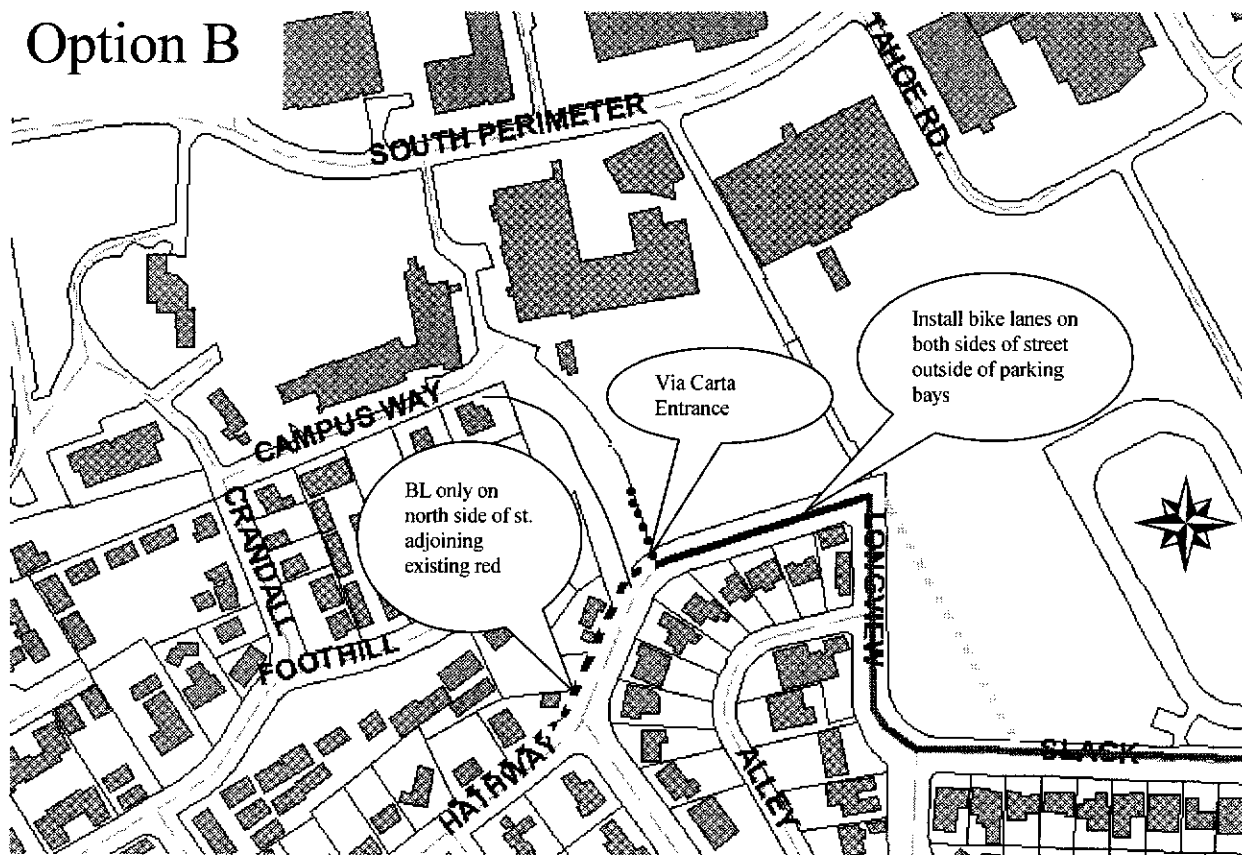 Option B
TAHOE RD.
SOUTH PERIMETER
Install bike lanes on
both sides of street
outside of parking
bays
Via Carta
Entrance
CAMPUS WAY
BL only on
north side of st.
adjoining
existing red
CRANDALL
LONGVIEW
FOOTHILL
HATHWAY
ALLEY
SLACK